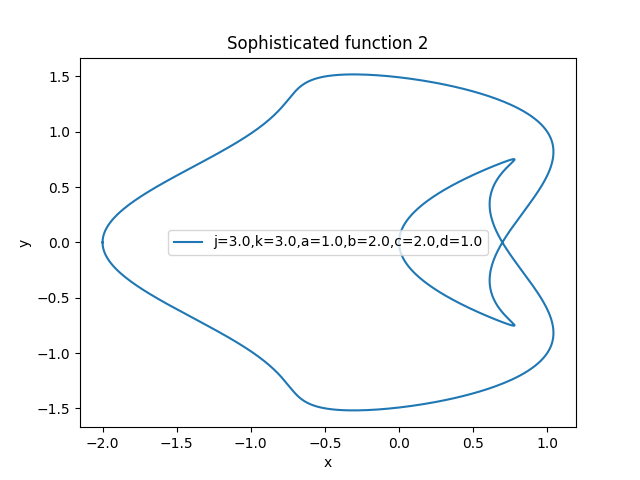 Sophisticated function 2
1.5
1.0
0.5
0.0
−0.5
−1.0
−1.5
y
j=3.0,k=3.0,a=1.0,b=2.0,c=2.0,d=1.0
−2.0 −1.5 −1.0 −0.5 0.0 0.5 1.0
x